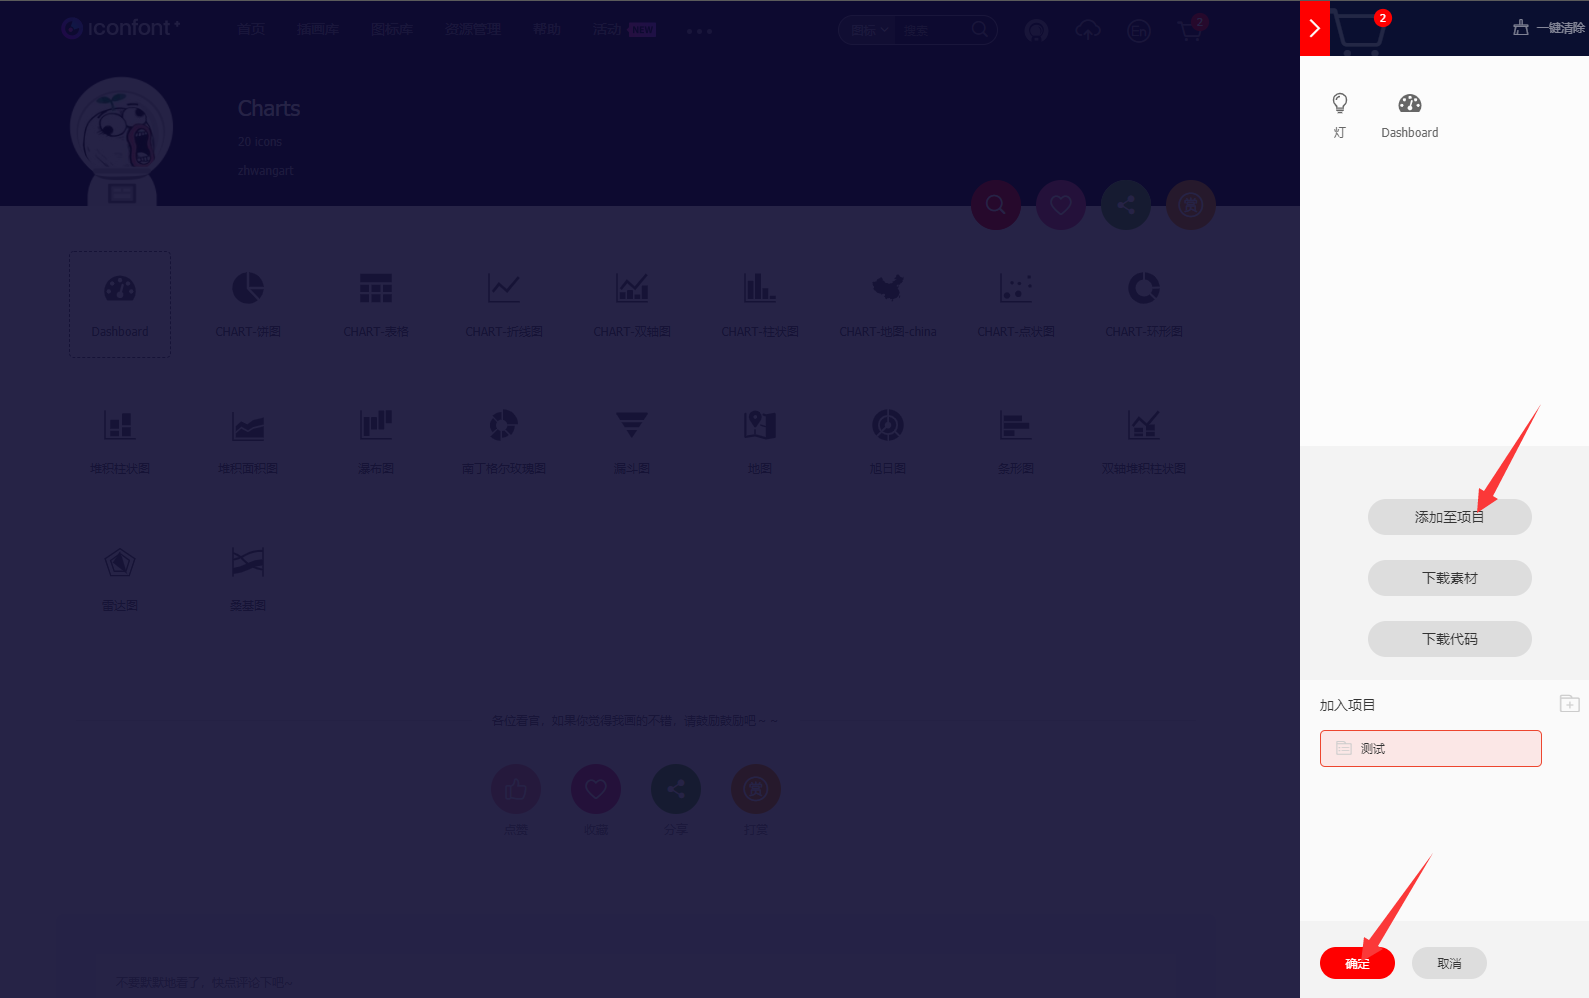 iconfont+ 首页 插画库 图标库 资源管理 帮助 活动 NEW 图标 搜索 En 2
2 一键清除
Charts
20 icons
zhwangart
灯 Dashboard
Dashboard CHART-饼图 CHART-表格 CHART-折线图 CHART-双轴图 CHART-柱状图 CHART-地图-china CHART-点状图 CHART-环形图
堆积柱状图 堆积面积图 瀑布图 南丁格尔玫瑰图 漏斗图 地图 旭日图 条形图 双轴堆积柱状图
雷达图 桑基图
添加至项目
下载素材
下载代码
加入项目
测试
各位看官,如果你觉得我画的不错,请鼓励鼓励吧~~
赏
点赞 收藏 分享 打赏
确定 取消
不要默默地看了,快点评论下吧~